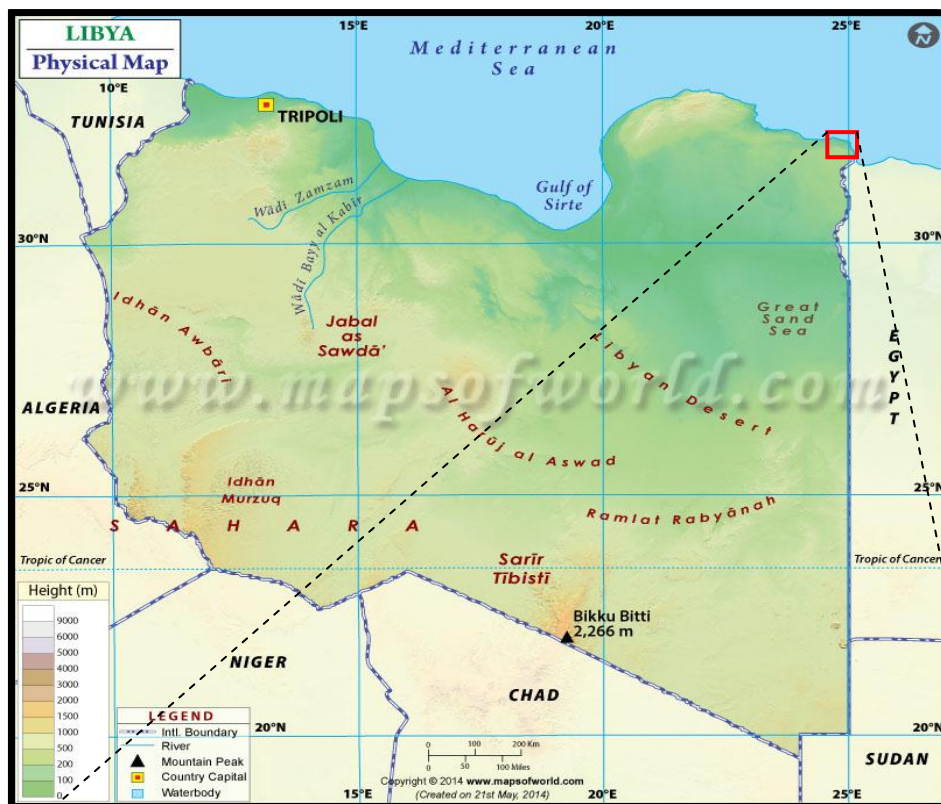 LIBYA
Physical Map
15°E
20°E
25°E
N
Mediterranean
Sea
10°E
TUNISIA
TRIPOLI
Wādi Zamzam
Wādi Bayy al Kabīr
Gulf of
Sirte
30°N
30°N
Idhān Awbāri
Jabal
as
Sawdā'
Great
Sand
Sea
Libyan Desert
EGYPT
www.mapsofworld.com
ALGERIA
Al Harūj al Aswad
Idhān
Murzuq
25°N
25°N
SAHARA
Ramlat Rabyānah
Tropic of Cancer
Tropic of Cancer
Sarīr
Tībistī
Height (m)
9000
6000
5000
4000
3000
2000
1500
1000
500
200
100
0
Bikku Bitti
2,266 m
NIGER
CHAD
LEGEND
Intl. Boundary
River
Mountain Peak
Country Capital
Waterbody
20°N
20°N
0 100 200 Km
0 50 100 Miles
SUDAN
Copyright © 2014 www.mapsofworld.com
(Created on 21st May, 2014)
15°E
20°E
25°E